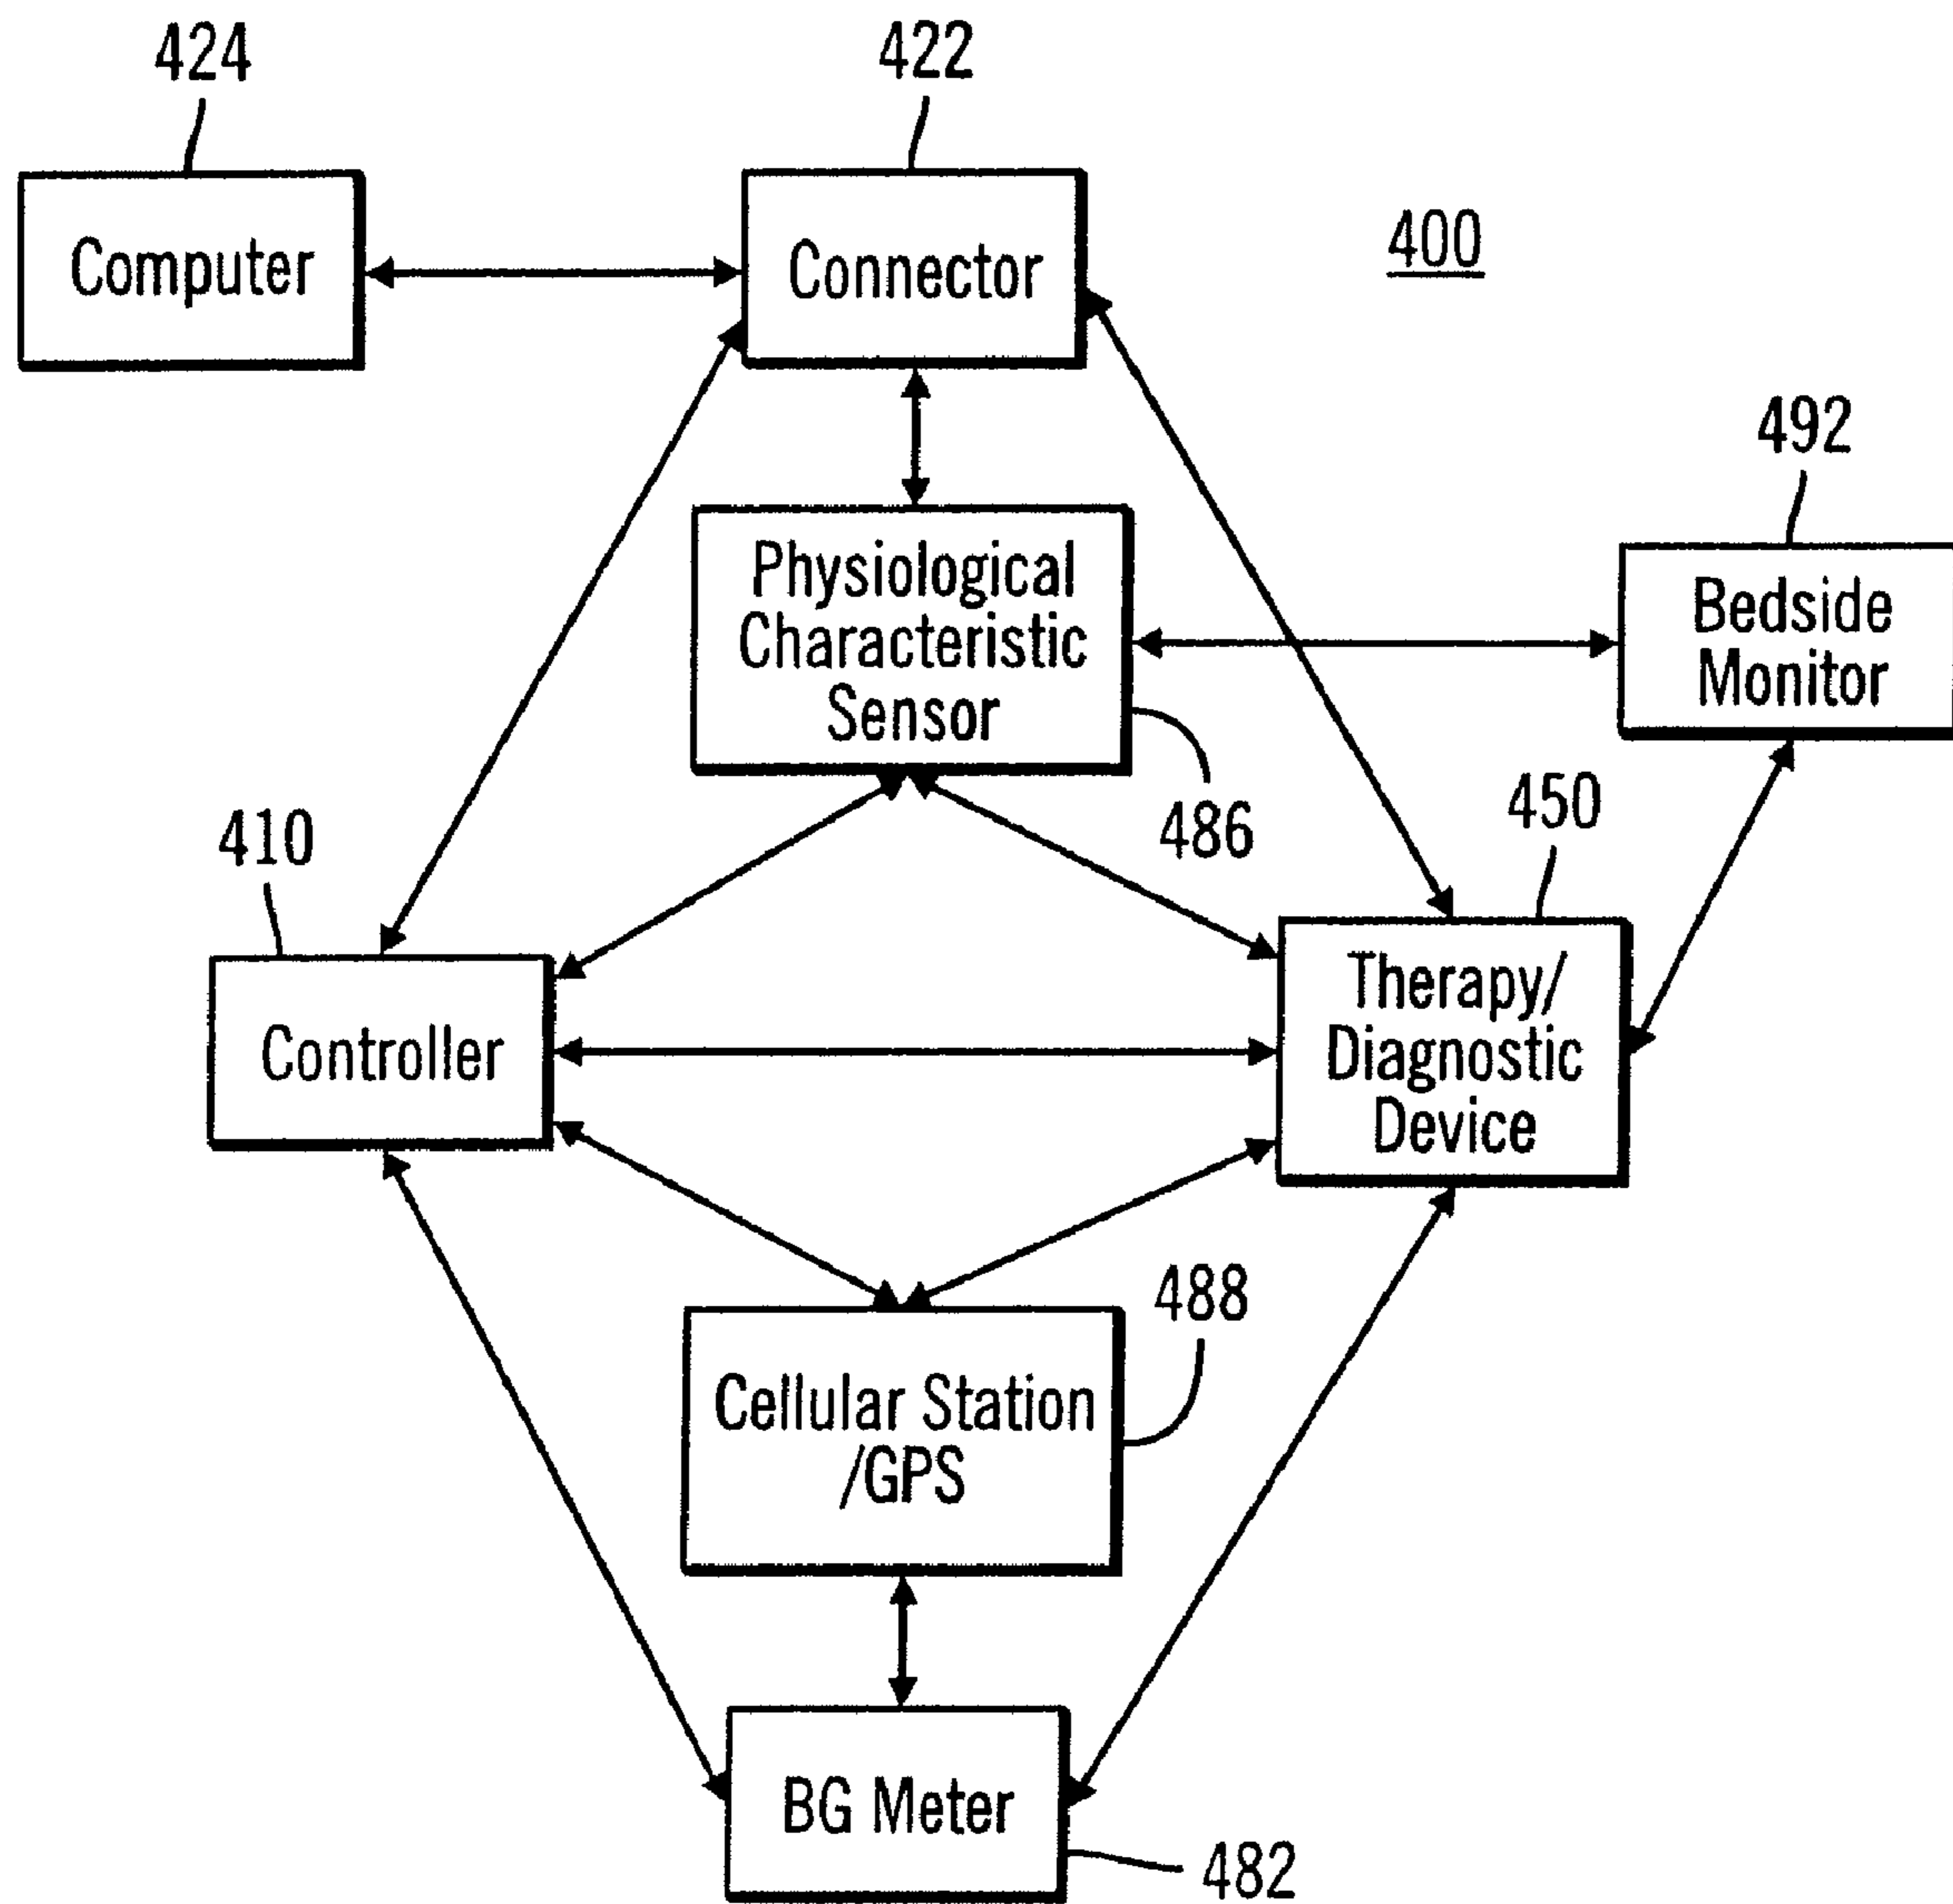 424
422
Computer
Connector
400
492
Physiological
Characteristic
Sensor
Bedside
Monitor
486
450
410
Controller
Therapy/
Diagnostic
Device
488
Cellular Station
/GPS
BG Meter
482